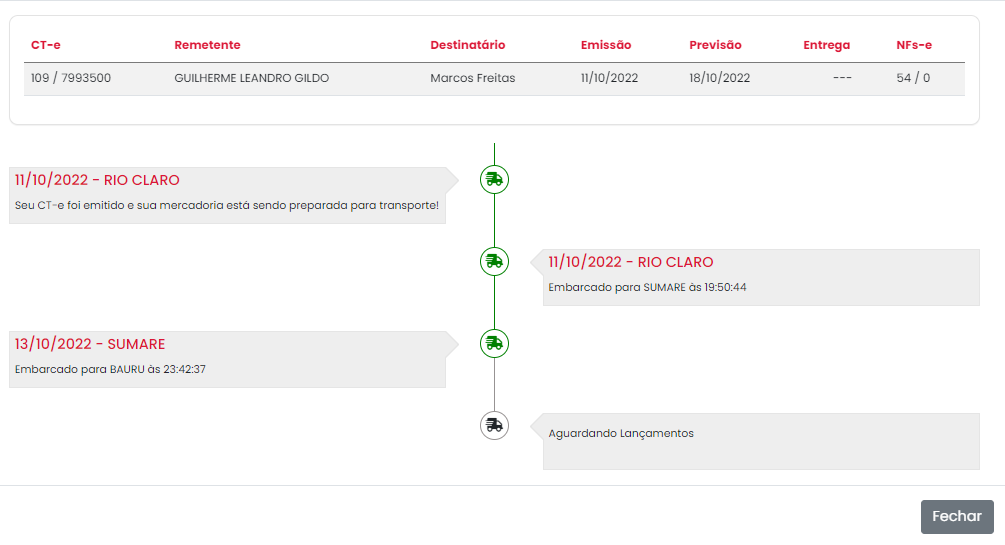 CT-e Remetente Destinatário Emissão Previsão Entrega NFs-e
109 / 7993500 GUILHERME LEANDRO GILDO Marcos Freitas 11/10/2022 18/10/2022 --- 54 / 0
11/10/2022 - RIO CLARO
Seu CT-e foi emitido e sua mercadoria está sendo preparada para transporte!
11/10/2022 - RIO CLARO
Embarcado para SUMARE às 19:50:44
13/10/2022 - SUMARE
Embarcado para BAURU às 23:42:37
Aguardando Lançamentos
Fechar